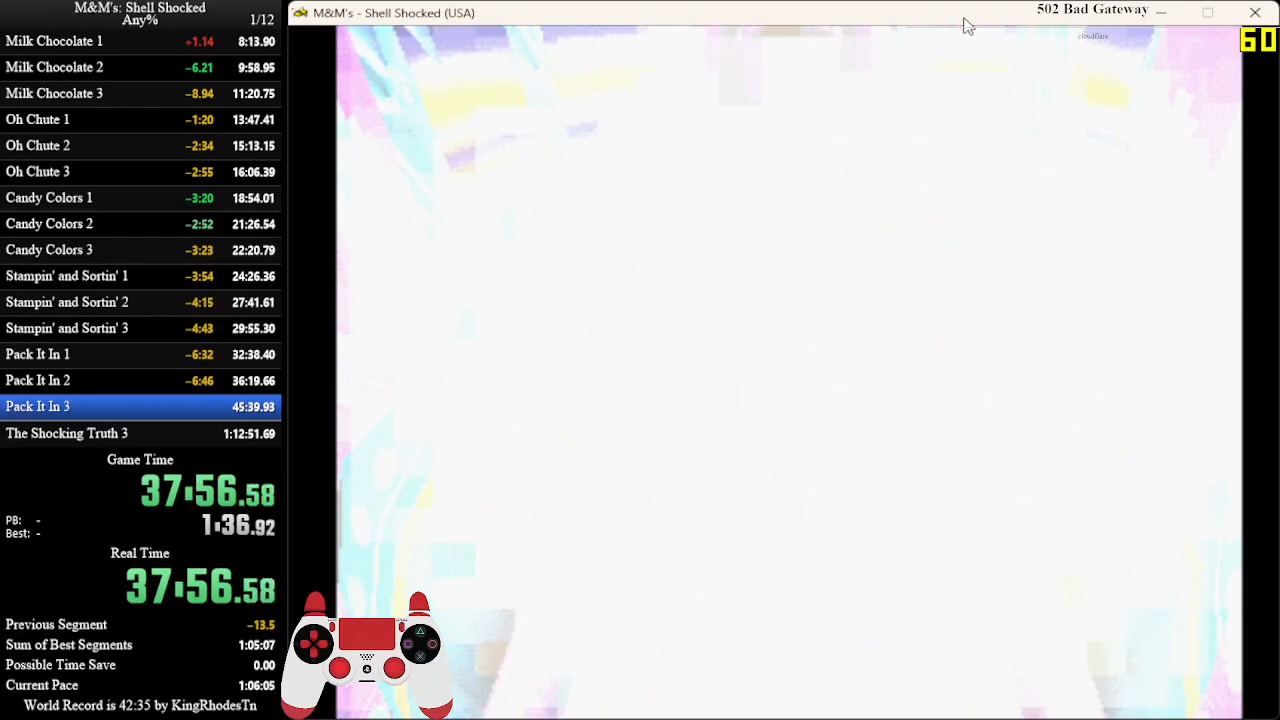 M&M's: Shell Shocked
Any% 1/12
Milk Chocolate 1 +1.14 8:13.90
Milk Chocolate 2 −6.21 9:58.95
Milk Chocolate 3 −8.94 11:20.75
Oh Chute 1 −1:20 13:47.41
Oh Chute 2 −2:34 15:13.15
Oh Chute 3 −2:55 16:06.39
Candy Colors 1 −3:20 18:54.01
Candy Colors 2 −2:52 21:26.54
Candy Colors 3 −3:23 22:20.79
Stampin' and Sortin' 1 −3:54 24:26.36
Stampin' and Sortin' 2 −4:15 27:41.61
Stampin' and Sortin' 3 −4:43 29:55.30
Pack It In 1 −6:32 32:38.40
Pack It In 2 −6:46 36:19.66
Pack It In 3 45:39.93
The Shocking Truth 3 1:12:51.69
Game Time
37:56.58
PB: - 1:36.92
Best: -
Real Time
37:56.58
Previous Segment −13.5
Sum of Best Segments 1:05:07
Possible Time Save 0.00
Current Pace 1:06:05
World Record is 42:35 by KingRhodesTn
M&M's - Shell Shocked (USA)
502 Bad Gateway
cloudflare
60